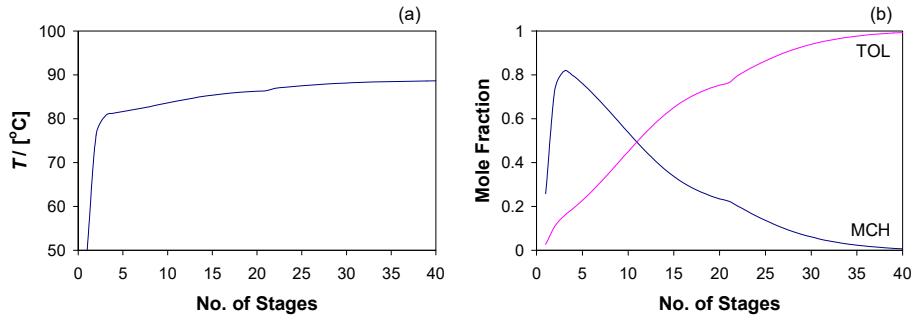 (a)
100
90
80
70
60
50
T / [°C]
0 5 10 15 20 25 30 35 40
No. of Stages
(b)
1
0.8
0.6
0.4
0.2
0
Mole Fraction
TOL
MCH
0 5 10 15 20 25 30 35 40
No. of Stages